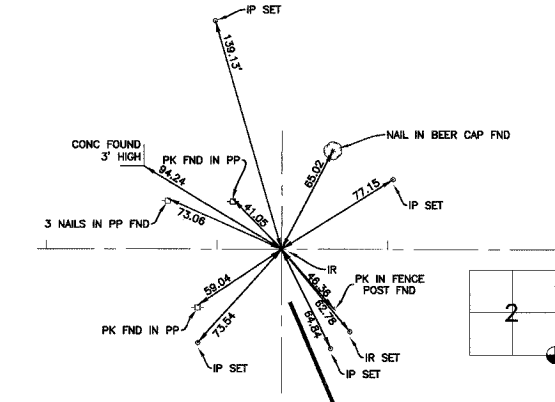 IP SET
139.13'
CONC FOUND
3' HIGH
94.24
PK FND IN PP
41.05
3 NAILS IN PP FND
73.06
65.02
NAIL IN BEER CAP FND
77.15
IP SET
IR
59.04
PK FND IN PP
73.54
IP SET
46.36
PK IN FENCE
POST FND
62.78
64.84
IR SET
IP SET
2